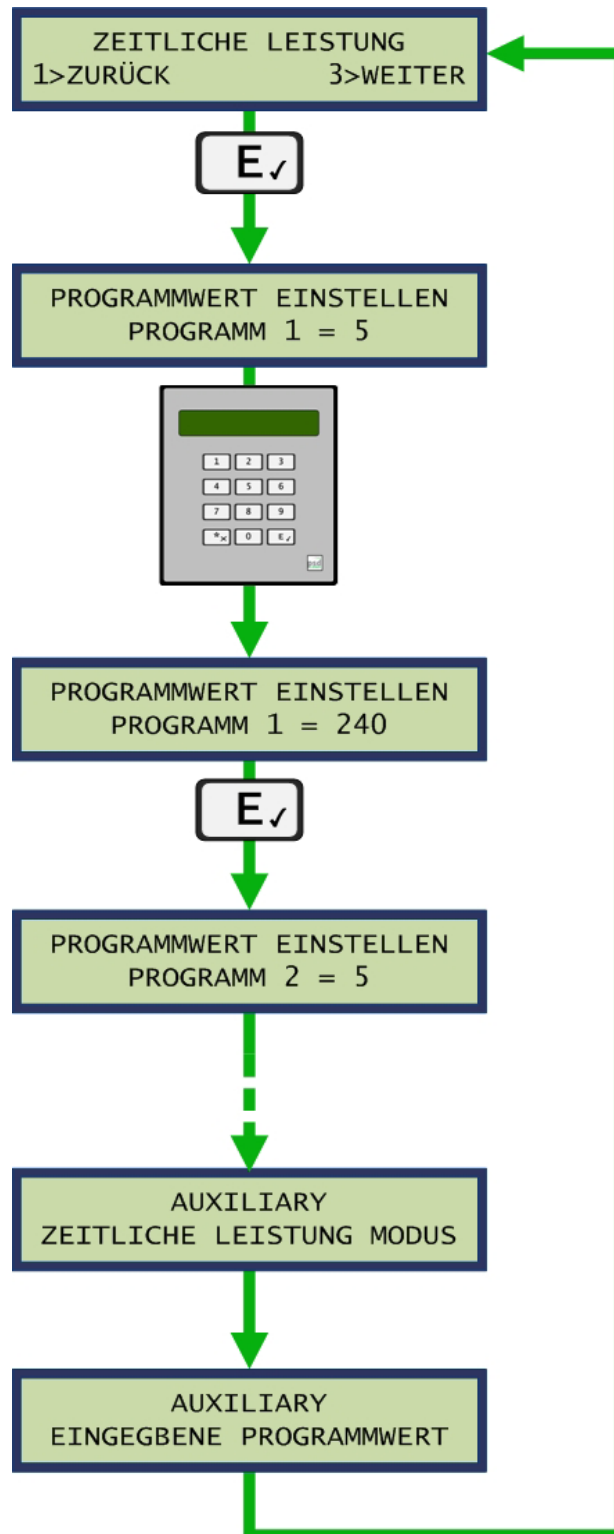 ZEITLICHE LEISTUNG
1>ZURÜCK 3>WEITER
E✓
PROGRAMMWERT EINSTELLEN
PROGRAMM 1 = 5
1 2 3
4 5 6
7 8 9
*× 0 E✓
psd
PROGRAMMWERT EINSTELLEN
PROGRAMM 1 = 240
E✓
PROGRAMMWERT EINSTELLEN
PROGRAMM 2 = 5
AUXILIARY
ZEITLICHE LEISTUNG MODUS
AUXILIARY
EINGEGBENE PROGRAMMWERT